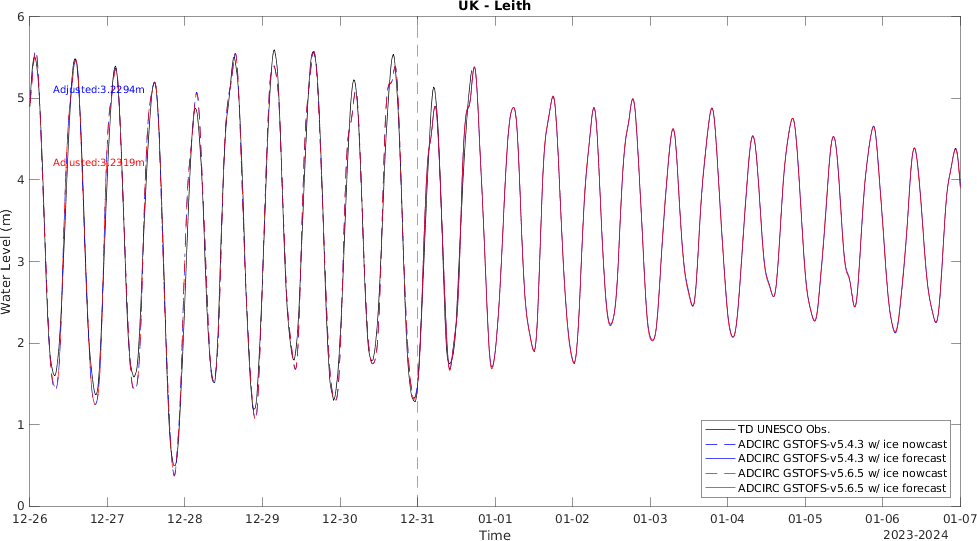 UK - Leith
6
5
4
3
2
1
0
Water Level (m)
Adjusted:3.2294m
Adjusted:3.2319m
TD UNESCO Obs.
ADCIRC GSTOFS-v5.4.3 w/ ice nowcast
ADCIRC GSTOFS-v5.4.3 w/ ice forecast
ADCIRC GSTOFS-v5.6.5 w/ ice nowcast
ADCIRC GSTOFS-v5.6.5 w/ ice forecast
12-26 12-27 12-28 12-29 12-30 12-31 01-01 01-02 01-03 01-04 01-05 01-06 01-07
Time
2023-2024